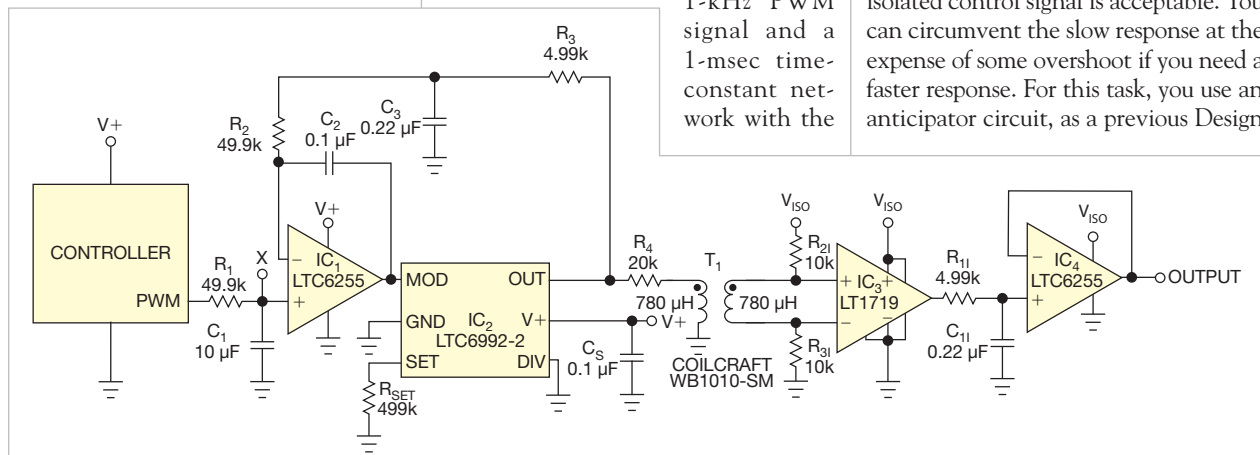 1-kHz PWM
signal and a
1-msec time-
constant net-
work with the
isolated control signal is acceptable. You
can circumvent the slow response at the
expense of some overshoot if you need a
faster response. For this task, you use an
anticipator circuit, as a previous Design
V+
CONTROLLER
PWM
R1
49.9k
C1
10 µF
X
R2
49.9k
C2
0.1 µF
C3
0.22 µF
R3
4.99k
V+
IC1
LTC6255
−
+
MOD
OUT
GND
V+
IC2
LTC6992-2
SET
DIV
RSET
499k
R4
20k
V+
CS
0.1 µF
T1
780 µH
780 µH
COILCRAFT
WB1010-SM
VISO
R2I
10k
R3I
10k
VISO
+
−
IC3
LT1719
+
−
R1I
4.99k
C1I
0.22 µF
VISO
−
+
IC4
LTC6255
OUTPUT